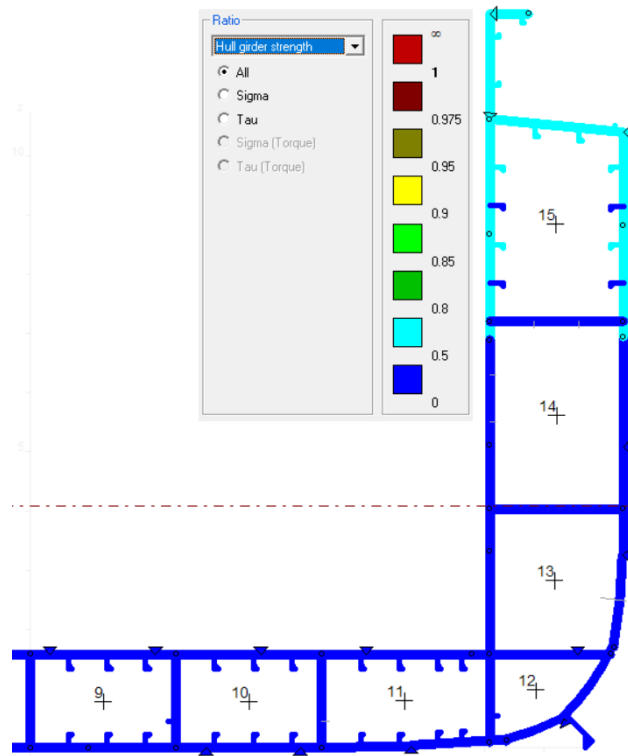 Ratio
Hull girder strength
All
Sigma
Tau
Sigma (Torque)
Tau (Torque)
∞
1
0.975
0.95
0.9
0.85
0.8
0.5
0
z
10
5
15
14
13
12
9
10
11